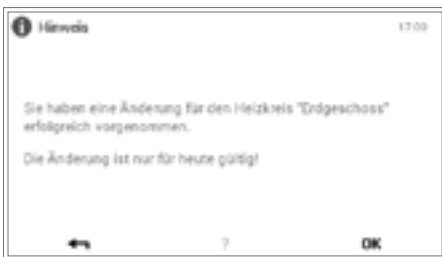 Hinweis 17:09
Sie haben eine Änderung für den Heizkreis "Erdgeschoss"
erfolgreich vorgenommen.
Die Änderung ist nur für heute gültig!
? OK